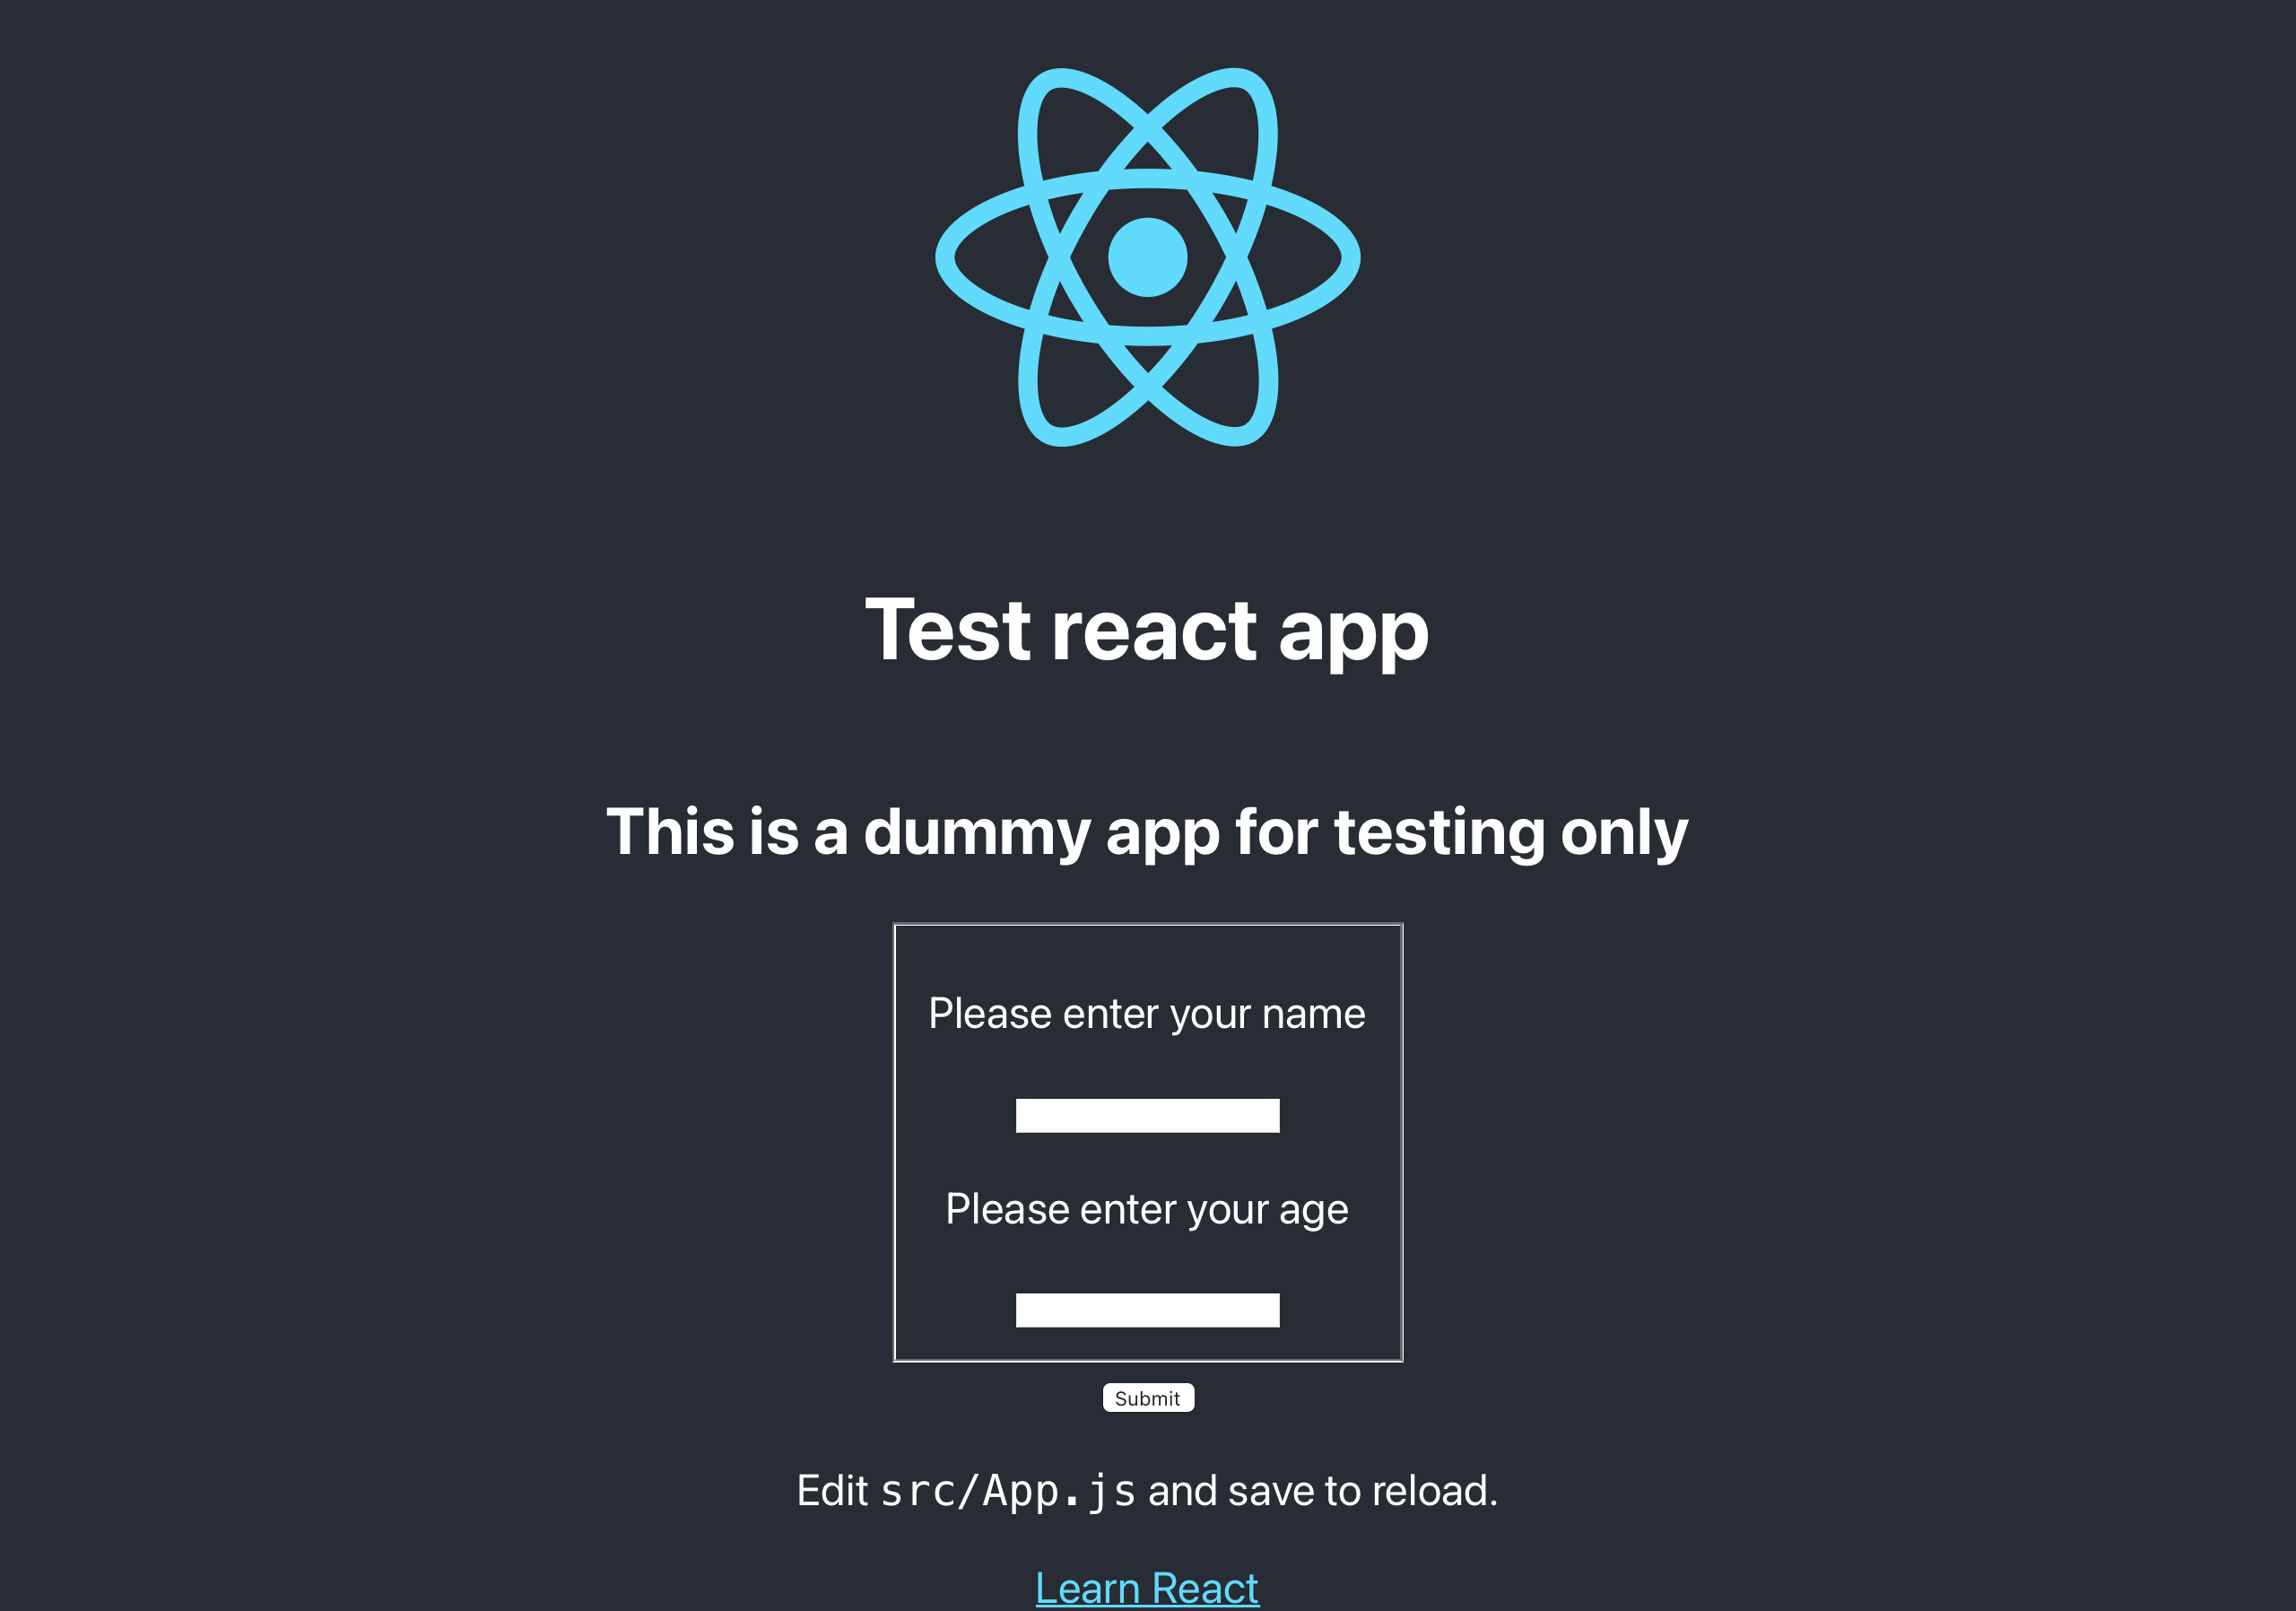 Test react app
This is a dummy app for testing only
Please enter your name
Please enter your age
Submit
Edit src/App.js and save to reload.
Learn React